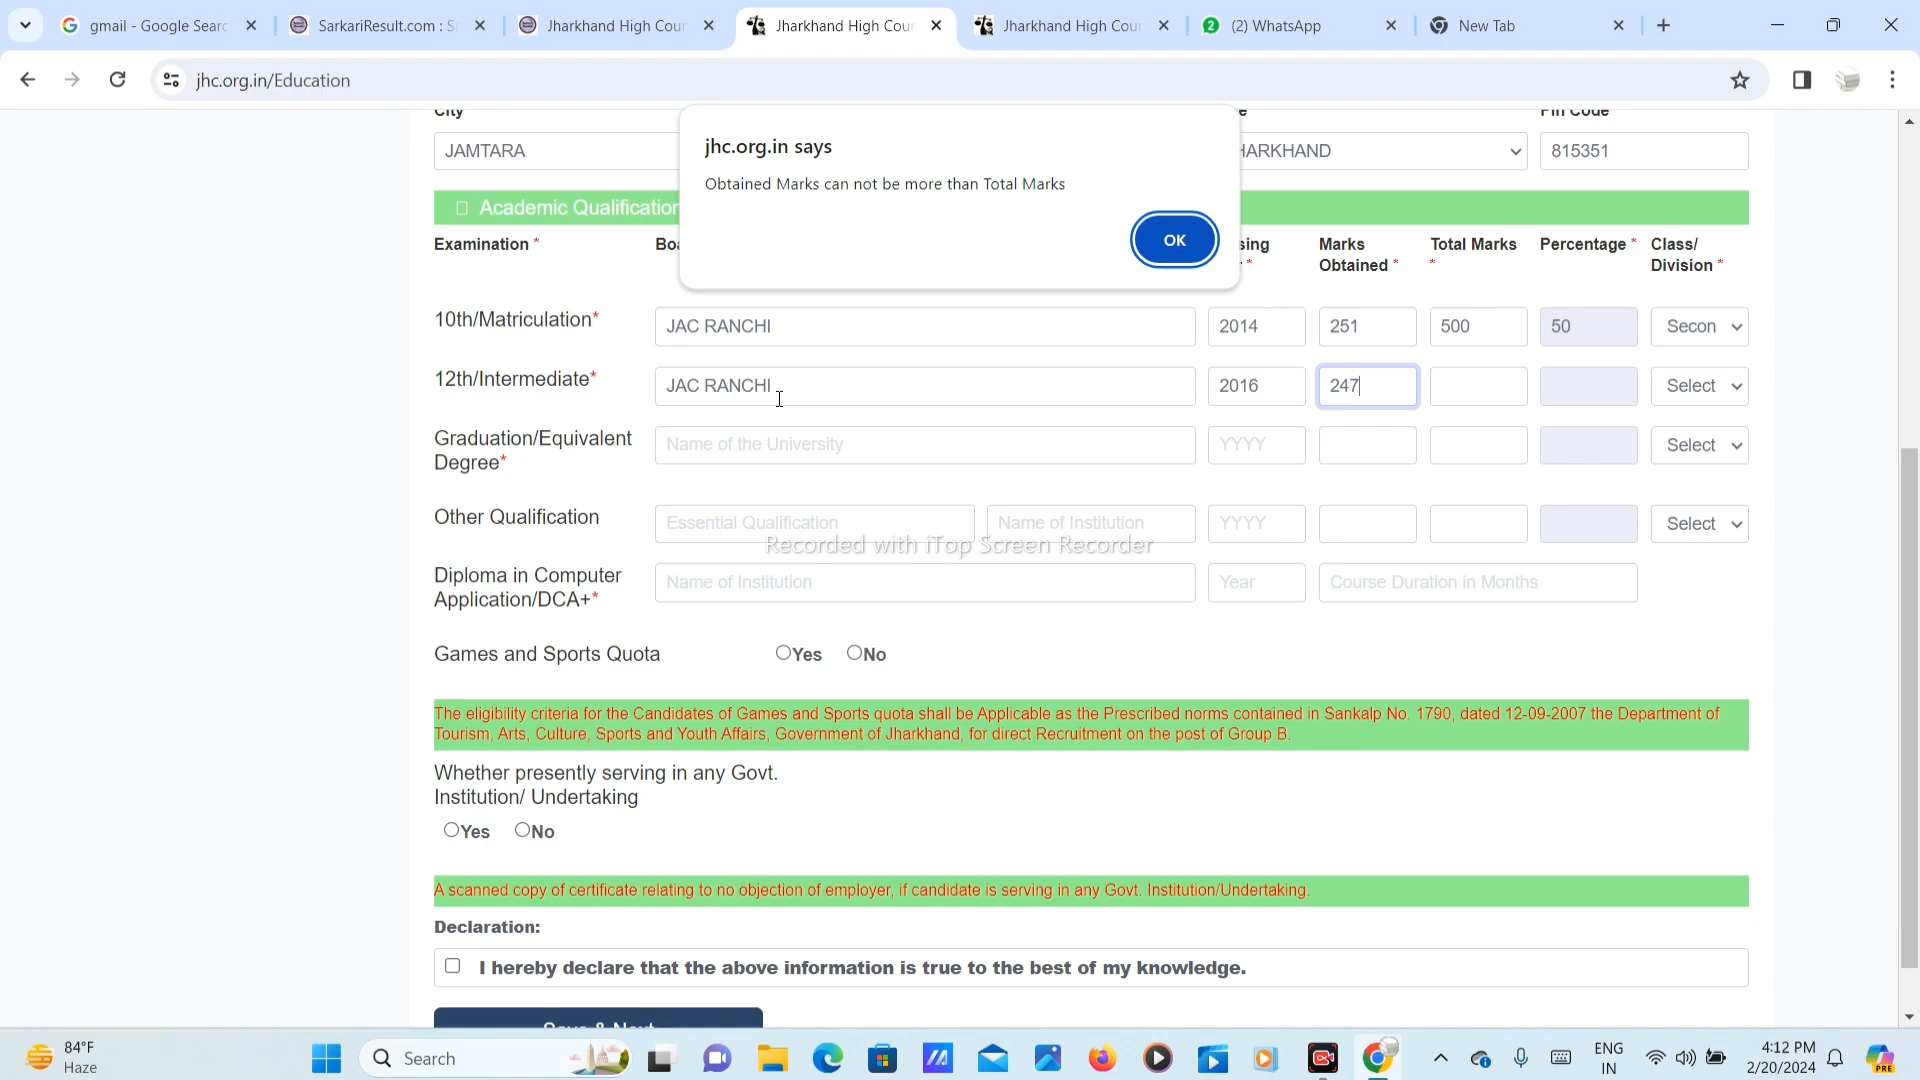 gmail - Google Searc
SarkariResult.com : Sa
Jharkhand High Cour
Jharkhand High Cour
Jharkhand High Cour
(2) WhatsApp
New Tab
jhc.org.in/Education
City
Pin Code
JAMTARA
HARKHAND
815351
jhc.org.in says
Obtained Marks can not be more than Total Marks
OK
Academic Qualification
Examination *
Marks Obtained *
Total Marks *
Percentage *
Class/ Division *
10th/Matriculation*
JAC RANCHI
2014
251
500
50
Secon
12th/Intermediate*
JAC RANCHI
2016
247
Select
Graduation/Equivalent
Degree*
Name of the University
YYYY
Select
Other Qualification
Essential Qualification
Name of Institution
YYYY
Select
Recorded with iTop Screen Recorder
Diploma in Computer
Application/DCA+*
Name of Institution
Year
Course Duration in Months
Games and Sports Quota
Yes
No
The eligibility criteria for the Candidates of Games and Sports quota shall be Applicable as the Prescribed norms contained in Sankalp No. 1790, dated 12-09-2007 the Department of
Tourism, Arts, Culture, Sports and Youth Affairs, Government of Jharkhand, for direct Recruitment on the post of Group B.
Whether presently serving in any Govt.
Institution/ Undertaking
Yes
No
A scanned copy of certificate relating to no objection of employer, if candidate is serving in any Govt. Institution/Undertaking.
Declaration:
I hereby declare that the above information is true to the best of my knowledge.
Save & Next
84°F
Haze
Search
ENG
IN
4:12 PM
2/20/2024
PRE